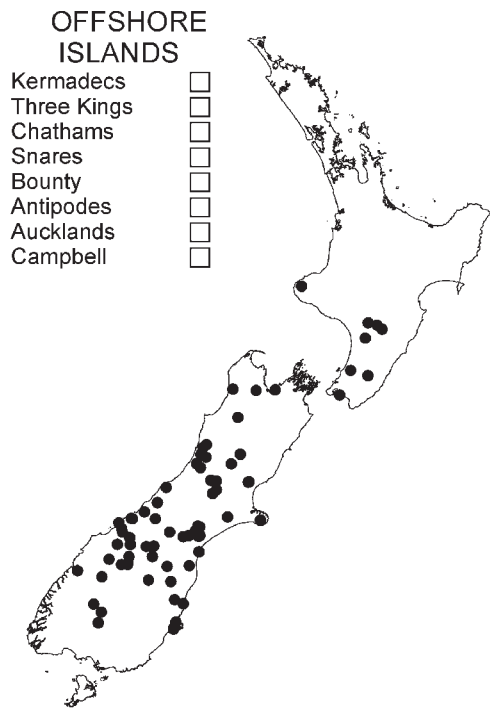 OFFSHORE
ISLANDS
Kermadecs
Three Kings
Chathams
Snares
Bounty
Antipodes
Aucklands
Campbell